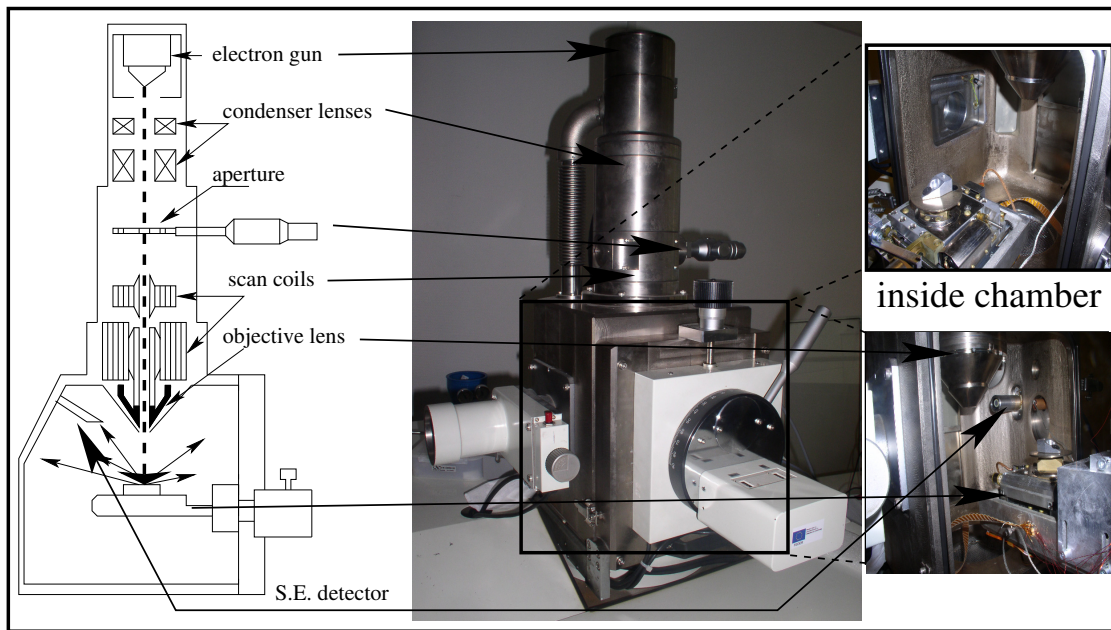 electron gun
condenser lenses
aperture
scan coils
objective lens
S.E. detector
inside chamber